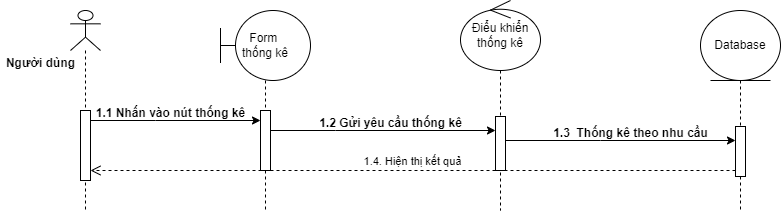 Form
thống kê
Điểu khiển
thống kê
Database
Người dùng
1.1 Nhấn vào nút thống kê
1.2 Gửi yêu cầu thống kê
1.3 Thống kê theo nhu cầu
1.4. Hiện thị kết quả